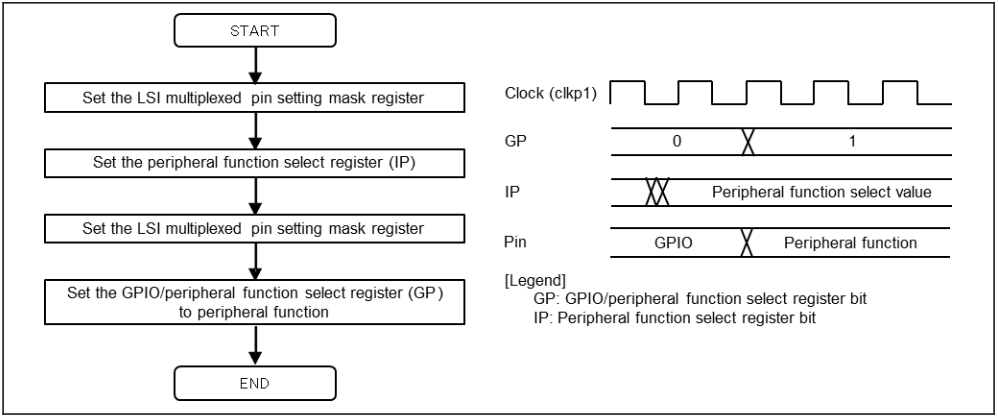 START
Set the LSI multiplexed pin setting mask register
Set the peripheral function select register (IP)
Set the LSI multiplexed pin setting mask register
Set the GPIO/peripheral function select register (GP)
to peripheral function
END
Clock (clkp1)
GP 0 1
IP Peripheral function select value
Pin GPIO Peripheral function
[Legend]
GP: GPIO/peripheral function select register bit
IP: Peripheral function select register bit